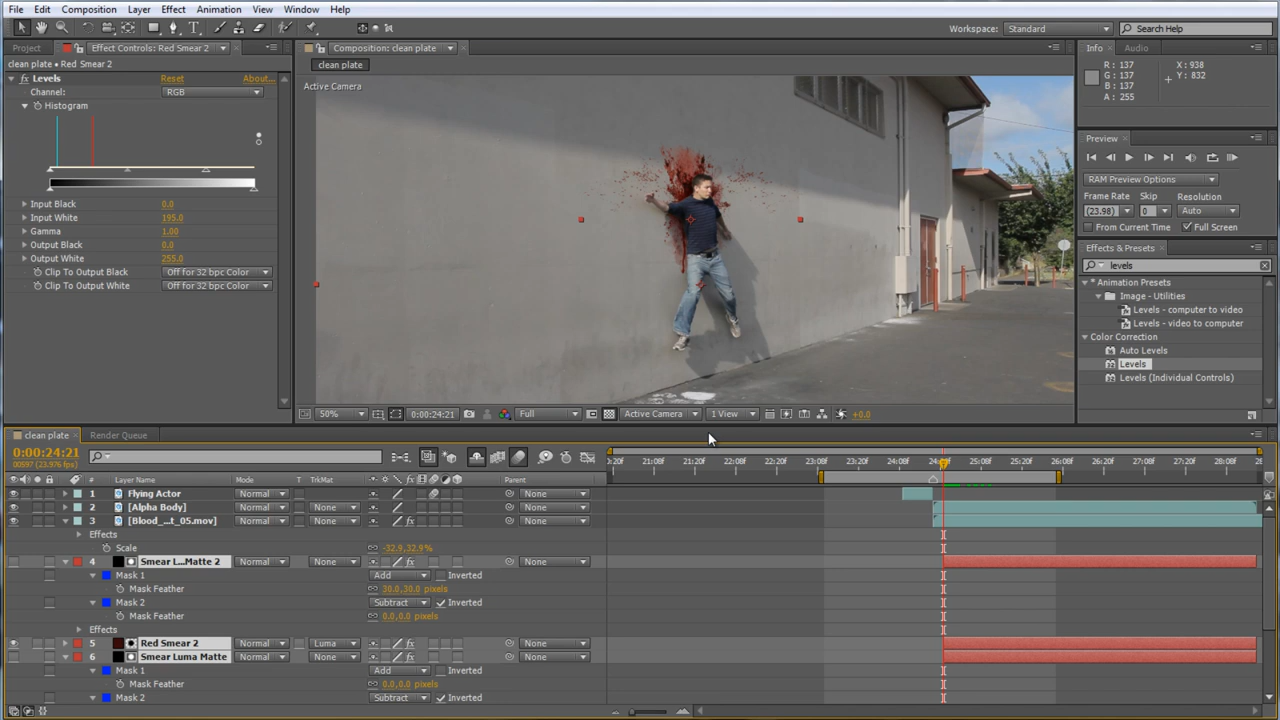 File Edit Composition Layer Effect Animation View Window Help
Workspace: Standard Search Help
Project Effect Controls: Red Smear 2 Composition: clean plate Info Audio
clean plate • Red Smear 2 clean plate
fx Levels Reset About...
Channel: RGB
Histogram
Input Black 0.0
Input White 195.0
Gamma 1.00
Output Black 0.0
Output White 255.0
Clip To Output Black Off for 32 bpc Color
Clip To Output White Off for 32 bpc Color
Active Camera
50% 0:00:24:21 Full Active Camera 1 View +0.0
R: 137 X: 938
G: 137 Y: 832
B: 137
A: 255
Preview
RAM Preview Options
Frame Rate Skip Resolution
(23.98) 0 Auto
From Current Time Full Screen
Effects & Presets
levels
* Animation Presets
Image - Utilities
Levels - computer to video
Levels - video to computer
Color Correction
Auto Levels
Levels
Levels (Individual Controls)
clean plate Render Queue
0:00:24:21
00597 (23.976 fps)
0:20f 21:08f 21:20f 22:08f 22:20f 23:08f 23:20f 24:08f 25:08f 25:20f 26:08f 26:20f 27:08f 27:20f 28:08f
# Layer Name Mode T TrkMat Parent
1 Flying Actor Normal None
2 [Alpha Body] Normal None None
3 [Blood_...t_05.mov] Normal None None
Effects
Scale -32.9,32.9%
4 Smear L...Matte 2 Normal None None
Mask 1 Add Inverted
Mask Feather 30.0,30.0 pixels
Mask 2 Subtract Inverted
Mask Feather 0.0,0.0 pixels
Effects
5 Red Smear 2 Normal Luma None
6 Smear Luma Matte Normal None None
Mask 1 Add Inverted
Mask Feather 0.0,0.0 pixels
Mask 2 Subtract Inverted